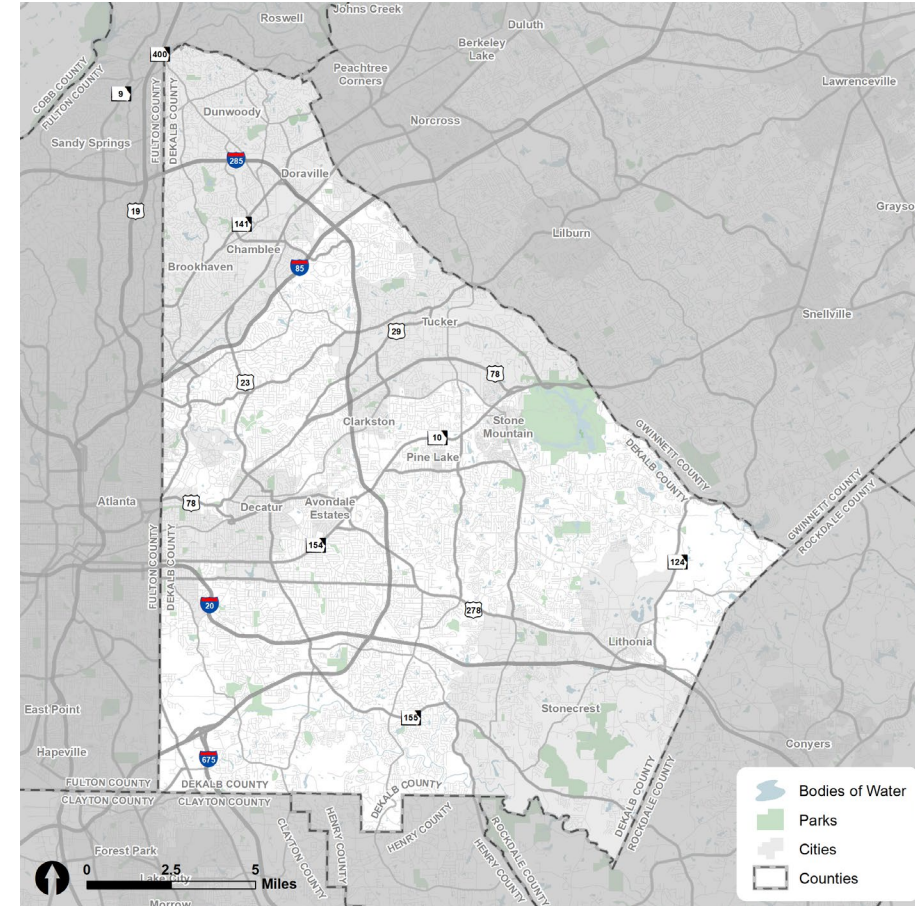 Roswell
Johns Creek
Duluth
Berkeley
Lake
400
Peachtree
Corners
COBB COUNTY
FULTON COUNTY
9
Lawrenceville
FULTON COUNTY
DEKALB COUNTY
Dunwoody
Norcross
Sandy Springs
285
Doraville
19
Grayso
141
Chamblee
Lilburn
Brookhaven
85
Snellville
Tucker
29
78
23
Clarkston
Stone
Mountain
10
Pine Lake
GWINNETT COUNTY
DEKALB COUNTY
Atlanta
78
Decatur
Avondale
Estates
GWINNETT COUNTY
ROCKDALE COUNTY
FULTON COUNTY
DEKALB COUNTY
154
124
20
278
Lithonia
East Point
Stonecrest
155
Hapeville
675
Conyers
FULTON COUNTY
DEKALB COUNTY
CLAYTON COUNTY
CLAYTON COUNTY
DEKALB COUNTY
HENRY COUNTY
CLAYTON COUNTY
HENRY COUNTY
ROCKDALE COUNTY
HENRY COUNTY
DEKALB COUNTY
ROCKDALE COUNTY
Bodies of Water
Parks
Cities
Counties
Forest Park
0 2.5 5
Miles
Lake City
Morrow